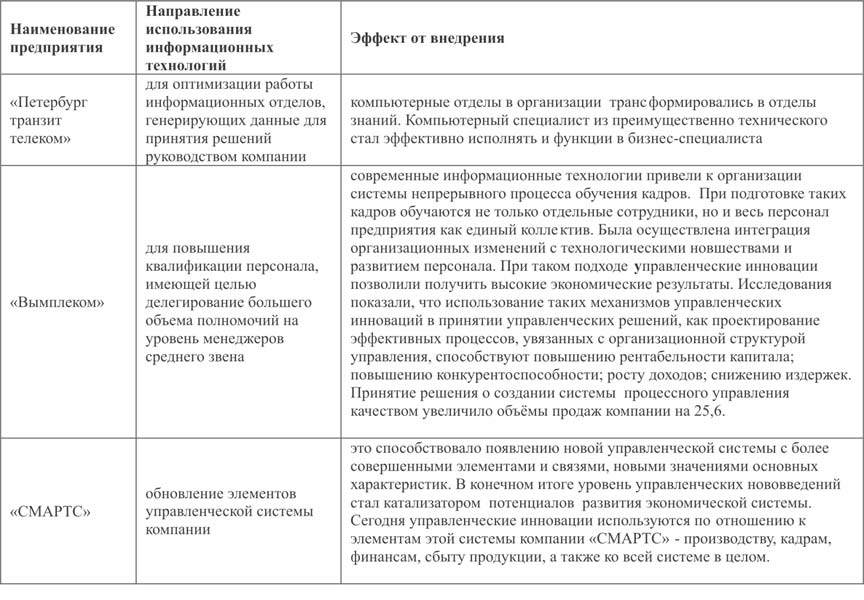 Наименование
предприятия
Направление
использования
информационных
технологий
Эффект от внедрения
«Петербург
транзит
телеком»
для оптимизации работы
информационных отделов,
генерирующих данные для
принятия решений
руководством компании
компьютерные отделы в организации трансформировались в отделы
знаний. Компьютерный специалист из преимущественно технического
стал эффективно исполнять и функции в бизнес-специалиста
«Вымплеком»
для повышения
квалификации персонала,
имеющей целью
делегирование большего
объема полномочий на
уровень менеджеров
среднего звена
современные информационные технологии привели к организации
системы непрерывного процесса обучения кадров. При подготовке таких
кадров обучаются не только отдельные сотрудники, но и весь персонал
предприятия как единый коллектив. Была осуществлена интеграция
организационных изменений с технологическими новшествами и
развитием персонала. При таком подходе управленческие инновации
позволили получить высокие экономические результаты. Исследования
показали, что использование таких механизмов управленческих
инноваций в принятии управленческих решений, как проектирование
эффективных процессов, увязанных с организационной структурой
управления, способствуют повышению рентабельности капитала;
повышению конкурентоспособности; росту доходов; снижению издержек.
Принятие решения о создании системы процессного управления
качеством увеличило объёмы продаж компании на 25,6.
«СМАРТС»
обновление элементов
управленческой системы
компании
это способствовало появлению новой управленческой системы с более
совершенными элементами и связями, новыми значениями основных
характеристик. В конечном итоге уровень управленческих нововведений
стал катализатором потенциалов развития экономической системы.
Сегодня управленческие инновации используются по отношению к
элементам этой системы компании «СМАРТС» - производству, кадрам,
финансам, сбыту продукции, а также ко всей системе в целом.